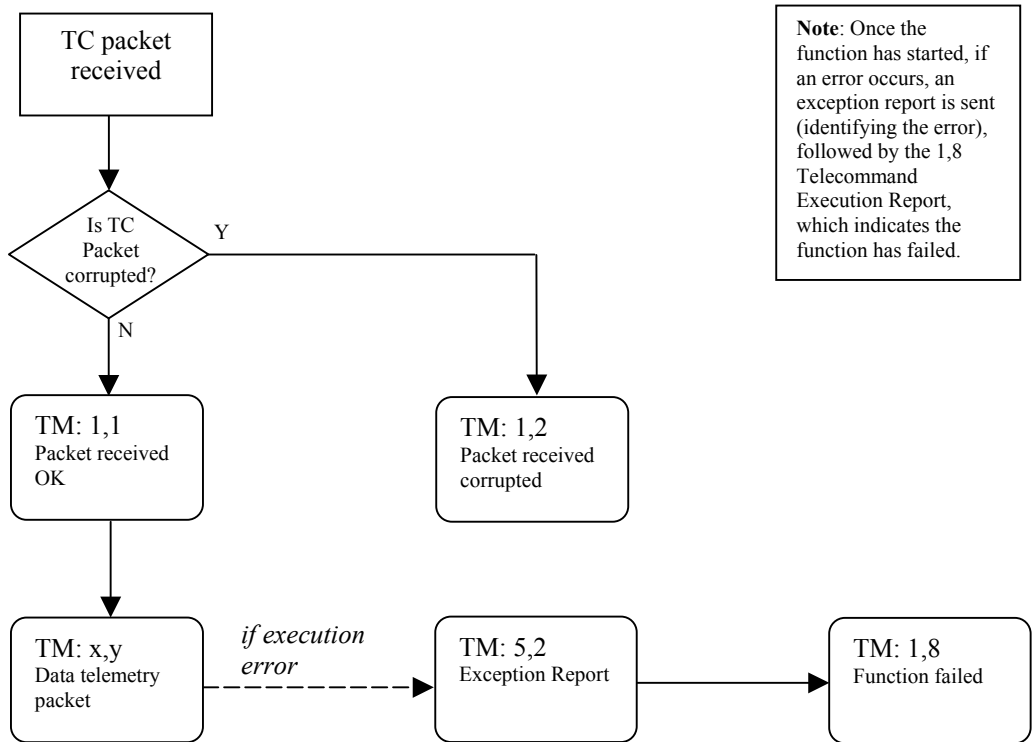 TC packet
received
Note: Once the
function has started, if
an error occurs, an
exception report is sent
(identifying the error),
followed by the 1,8
Telecommand
Execution Report,
which indicates the
function has failed.
Is TC
Packet
corrupted?
Y
N
TM: 1,1
Packet received
OK
TM: 1,2
Packet received
corrupted
TM: x,y
Data telemetry
packet
if execution
error
TM: 5,2
Exception Report
TM: 1,8
Function failed